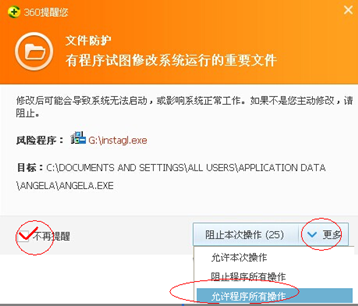 360提醒您
文件防护
有程序试图修改系统运行的重要文件
修改后可能会导致系统无法启动，或影响系统正常工作。如果不是您主动修改，请
阻止。
风险程序： G:\instagl.exe
目标：C:\DOCUMENTS AND SETTINGS\ALL USERS\APPLICATION DATA
\ANGELA\ANGELA.EXE
不再提醒
阻止本次操作 (25) 更多
允许本次操作
阻止程序所有操作
允许程序所有操作